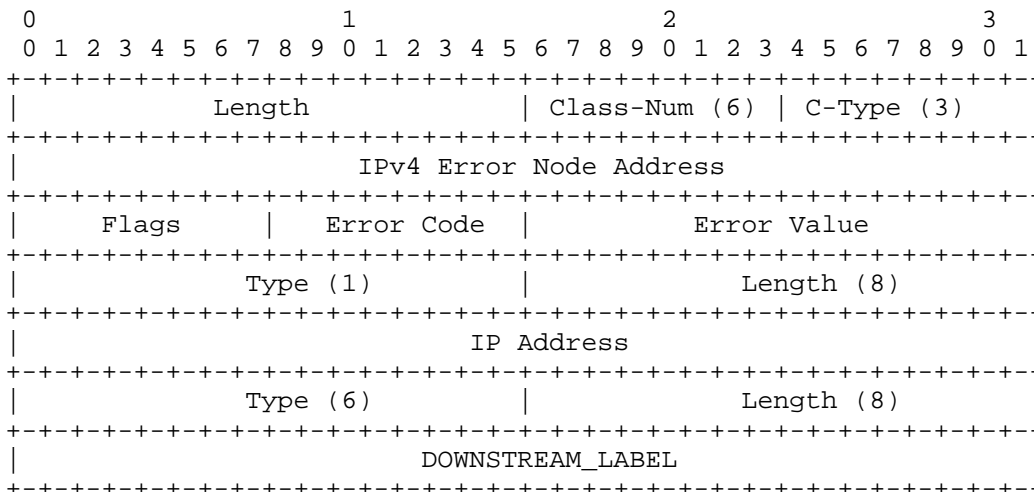 0                   1                   2                   3
 0 1 2 3 4 5 6 7 8 9 0 1 2 3 4 5 6 7 8 9 0 1 2 3 4 5 6 7 8 9 0 1
+-+-+-+-+-+-+-+-+-+-+-+-+-+-+-+-+-+-+-+-+-+-+-+-+-+-+-+-+-+-+-+-
|            Length             | Class-Num (6) | C-Type (3)
+-+-+-+-+-+-+-+-+-+-+-+-+-+-+-+-+-+-+-+-+-+-+-+-+-+-+-+-+-+-+-+-
|                     IPv4 Error Node Address
+-+-+-+-+-+-+-+-+-+-+-+-+-+-+-+-+-+-+-+-+-+-+-+-+-+-+-+-+-+-+-+-
|     Flags     |   Error Code  |          Error Value
+-+-+-+-+-+-+-+-+-+-+-+-+-+-+-+-+-+-+-+-+-+-+-+-+-+-+-+-+-+-+-+-
|              Type (1)         |             Length (8)
+-+-+-+-+-+-+-+-+-+-+-+-+-+-+-+-+-+-+-+-+-+-+-+-+-+-+-+-+-+-+-+-
|                            IP Address
+-+-+-+-+-+-+-+-+-+-+-+-+-+-+-+-+-+-+-+-+-+-+-+-+-+-+-+-+-+-+-+-
|              Type (6)         |             Length (8)
+-+-+-+-+-+-+-+-+-+-+-+-+-+-+-+-+-+-+-+-+-+-+-+-+-+-+-+-+-+-+-+-
|                         DOWNSTREAM_LABEL
+-+-+-+-+-+-+-+-+-+-+-+-+-+-+-+-+-+-+-+-+-+-+-+-+-+-+-+-+-+-+-+-